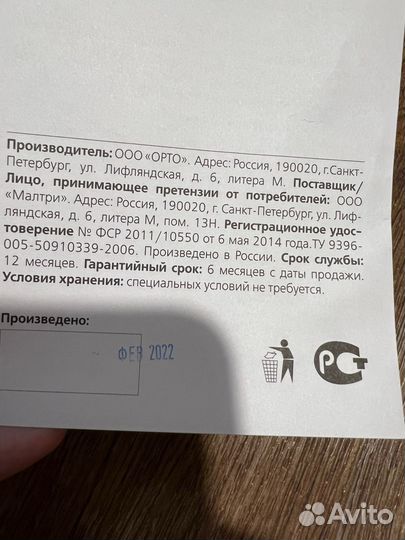 Производитель: ООО «ОРТО». Адрес: Россия, 190020, г.Санкт-
Петербург, ул. Лифляндская, д. 6, литера М. Поставщик/
Лицо, принимающее претензии от потребителей: ООО
«Малтри». Адрес: Россия, 190020, г. Санкт-Петербург, ул. Лиф-
ляндская, д. 6, литера М, пом. 13Н. Регистрационное удос-
товерение № ФСР 2011/10550 от 6 мая 2014 года.ТУ 9396-
005-50910339-2006. Произведено в России. Срок службы:
12 месяцев. Гарантийный срок: 6 месяцев с даты продажи.
Условия хранения: специальных условий не требуется.
Произведено:
ФЕВ 2022
РСТ
Avito